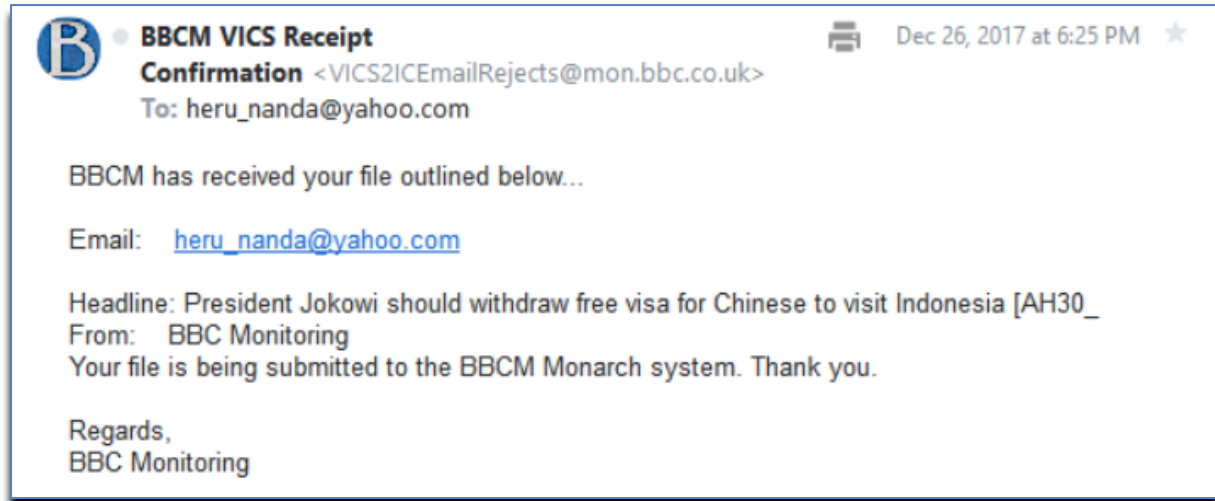 B
BBCM VICS Receipt
Dec 26, 2017 at 6:25 PM
Confirmation <VICS2ICEmailRejects@mon.bbc.co.uk>
To: heru_nanda@yahoo.com
BBCM has received your file outlined below...
Email: heru_nanda@yahoo.com
Headline: President Jokowi should withdraw free visa for Chinese to visit Indonesia [AH30_
From: BBC Monitoring
Your file is being submitted to the BBCM Monarch system. Thank you.
Regards,
BBC Monitoring